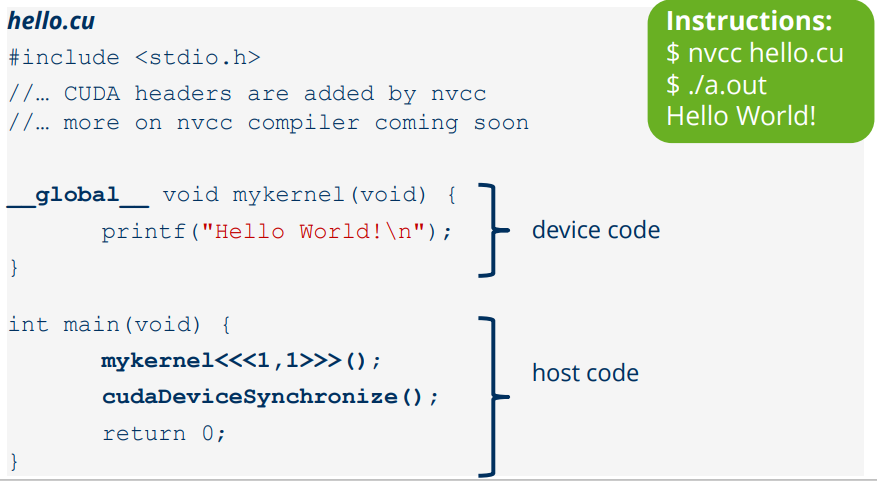 hello.cu
#include <stdio.h>
//… CUDA headers are added by nvcc
//… more on nvcc compiler coming soon
__global__ void mykernel(void) {
printf("Hello World!\n");
}
int main(void) {
mykernel<<<1,1>>>();
cudaDeviceSynchronize();
return 0;
}
device code
host code
Instructions:
$ nvcc hello.cu
$ ./a.out
Hello World!